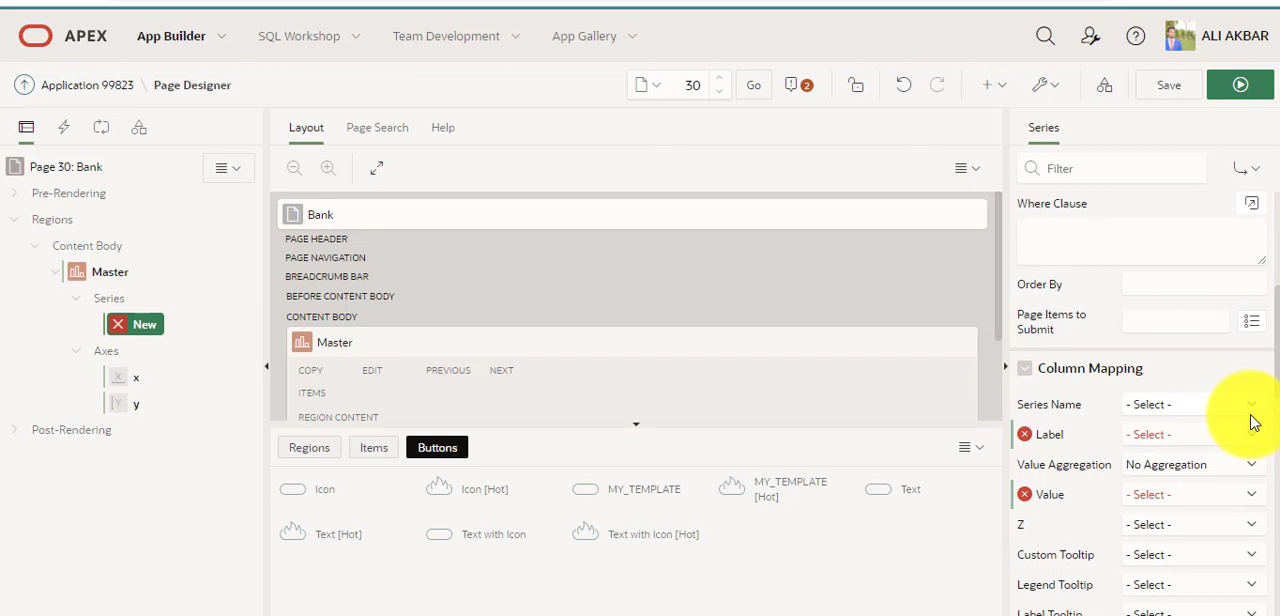 APEX App Builder SQL Workshop Team Development App Gallery ALI AKBAR
Application 99823 \ Page Designer 30 Go 2 Save
Layout Page Search Help Series
Page 30: Bank Filter
Pre-Rendering
Where Clause
Regions Bank
Content Body PAGE HEADER
PAGE NAVIGATION
Master BREADCRUMB BAR
Order By
Series BEFORE CONTENT BODY
Page Items to
Submit
New CONTENT BODY
Master
Axes
Column Mapping
x COPY EDIT PREVIOUS NEXT
y ITEMS
Series Name - Select -
REGION CONTENT
Post-Rendering
Label - Select -
Regions Items Buttons
Value Aggregation No Aggregation
Icon Icon [Hot] MY_TEMPLATE MY_TEMPLATE
[Hot] Text
Value - Select -
Z - Select -
Text [Hot] Text with Icon Text with Icon [Hot]
Custom Tooltip - Select -
Legend Tooltip - Select -